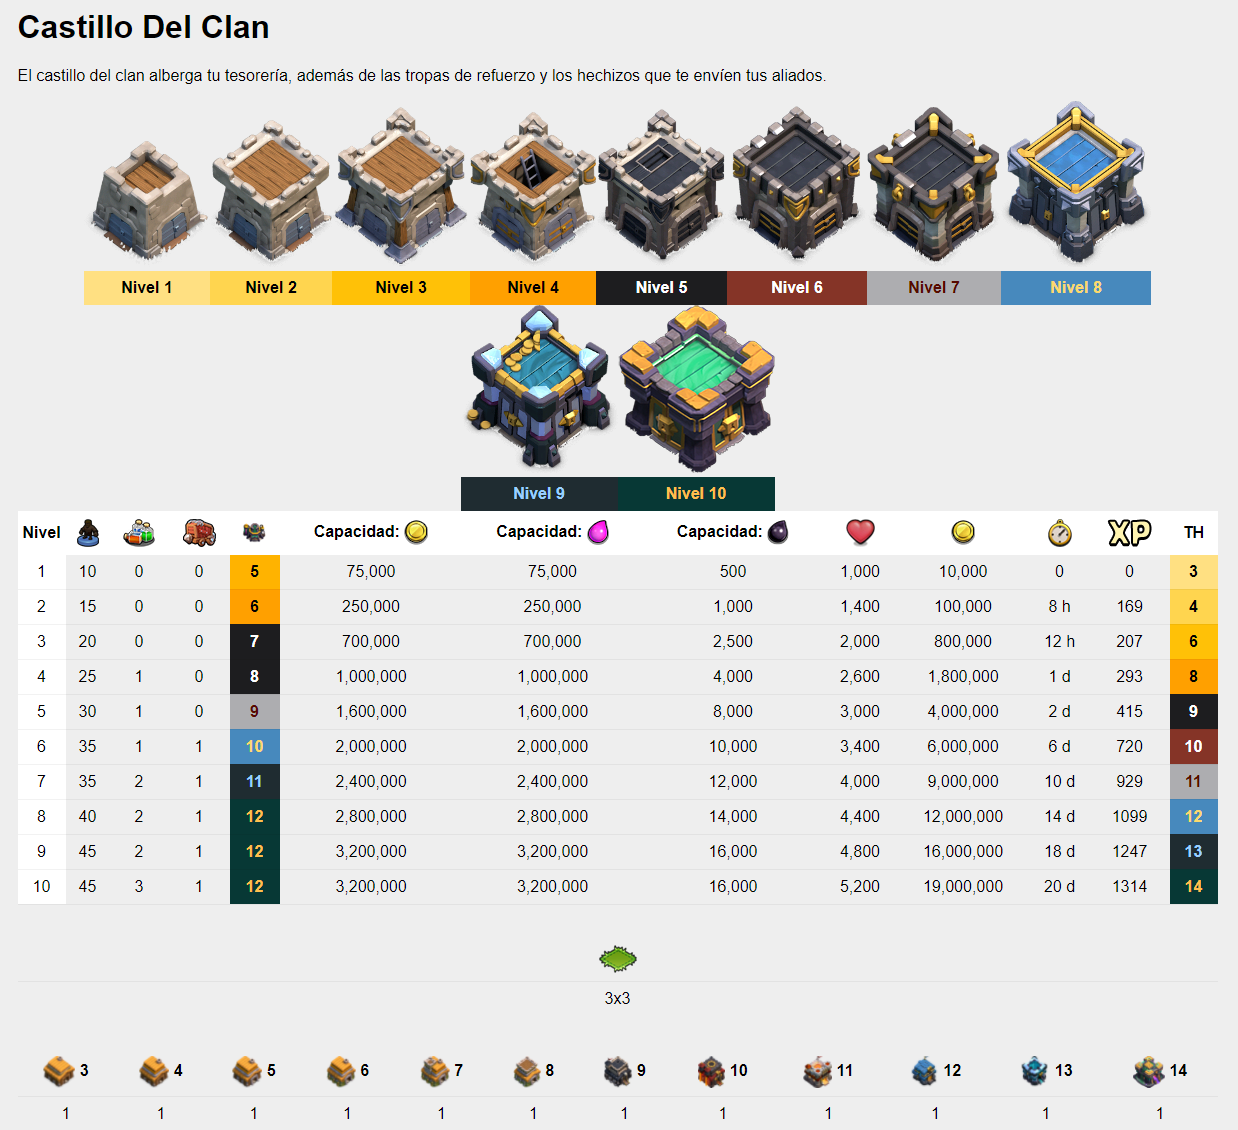 Castillo Del Clan
El castillo del clan alberga tu tesorería, además de las tropas de refuerzo y los hechizos que te envíen tus aliados.
Nivel 1 Nivel 2 Nivel 3 Nivel 4 Nivel 5 Nivel 6 Nivel 7 Nivel 8
Nivel 9 Nivel 10
Nivel Capacidad: Capacidad: Capacidad: XP TH
1 10 0 0 5 75,000 75,000 500 1,000 10,000 0 0 3
2 15 0 0 6 250,000 250,000 1,000 1,400 100,000 8 h 169 4
3 20 0 0 7 700,000 700,000 2,500 2,000 800,000 12 h 207 6
4 25 1 0 8 1,000,000 1,000,000 4,000 2,600 1,800,000 1 d 293 8
5 30 1 0 9 1,600,000 1,600,000 8,000 3,000 4,000,000 2 d 415 9
6 35 1 1 10 2,000,000 2,000,000 10,000 3,400 6,000,000 6 d 720 10
7 35 2 1 11 2,400,000 2,400,000 12,000 4,000 9,000,000 10 d 929 11
8 40 2 1 12 2,800,000 2,800,000 14,000 4,400 12,000,000 14 d 1099 12
9 45 2 1 12 3,200,000 3,200,000 16,000 4,800 16,000,000 18 d 1247 13
10 45 3 1 12 3,200,000 3,200,000 16,000 5,200 19,000,000 20 d 1314 14
3x3
3 4 5 6 7 8 9 10 11 12 13 14
1 1 1 1 1 1 1 1 1 1 1 1